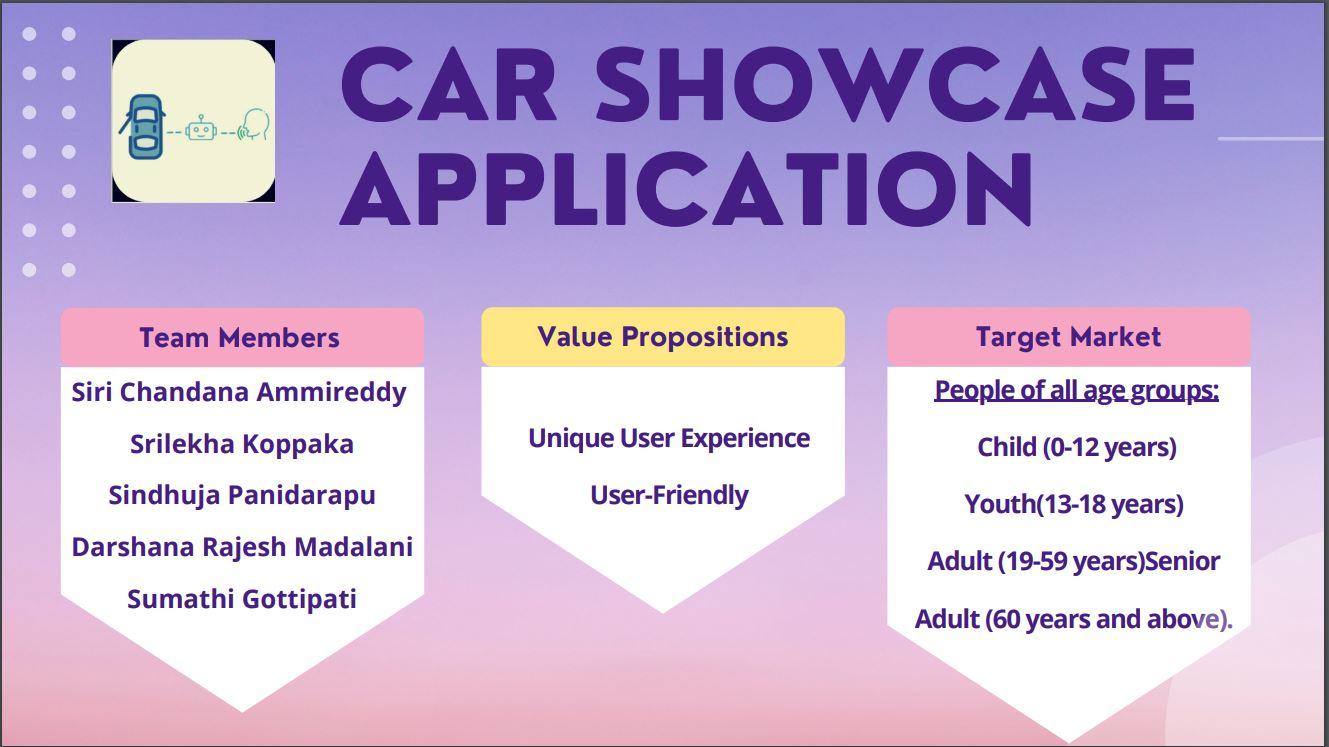 CAR SHOWCASE
APPLICATION
Team Members
Siri Chandana Ammireddy
Srilekha Koppaka
Sindhuja Panidarapu
Darshana Rajesh Madalani
Sumathi Gottipati
Value Propositions
Unique User Experience
User-Friendly
Target Market
People of all age groups:
Child (0-12 years)
Youth(13-18 years)
Adult (19-59 years)Senior
Adult (60 years and above).